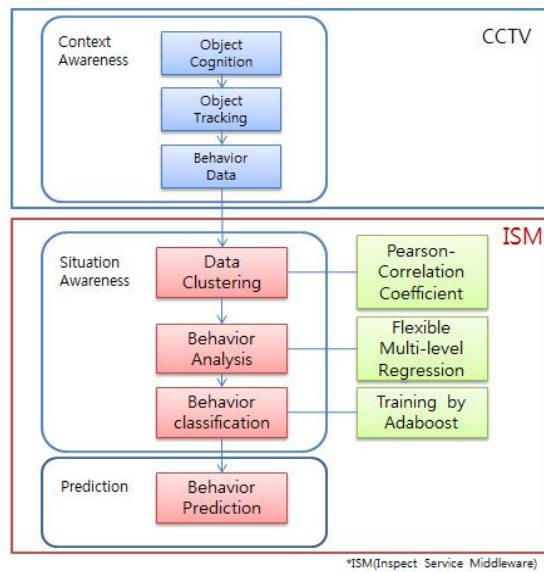 CCTV
Context
Awareness
Object
Cognition
Object
Tracking
Behavior
Data
ISM
Situation
Awareness
Data
Clustering
Pearson-
Correlation
Coefficient
Behavior
Analysis
Flexible
Multi-level
Regression
Behavior
classification
Training by
Adaboost
Prediction
Behavior
Prediction
*ISM(Inspect Service Middleware)